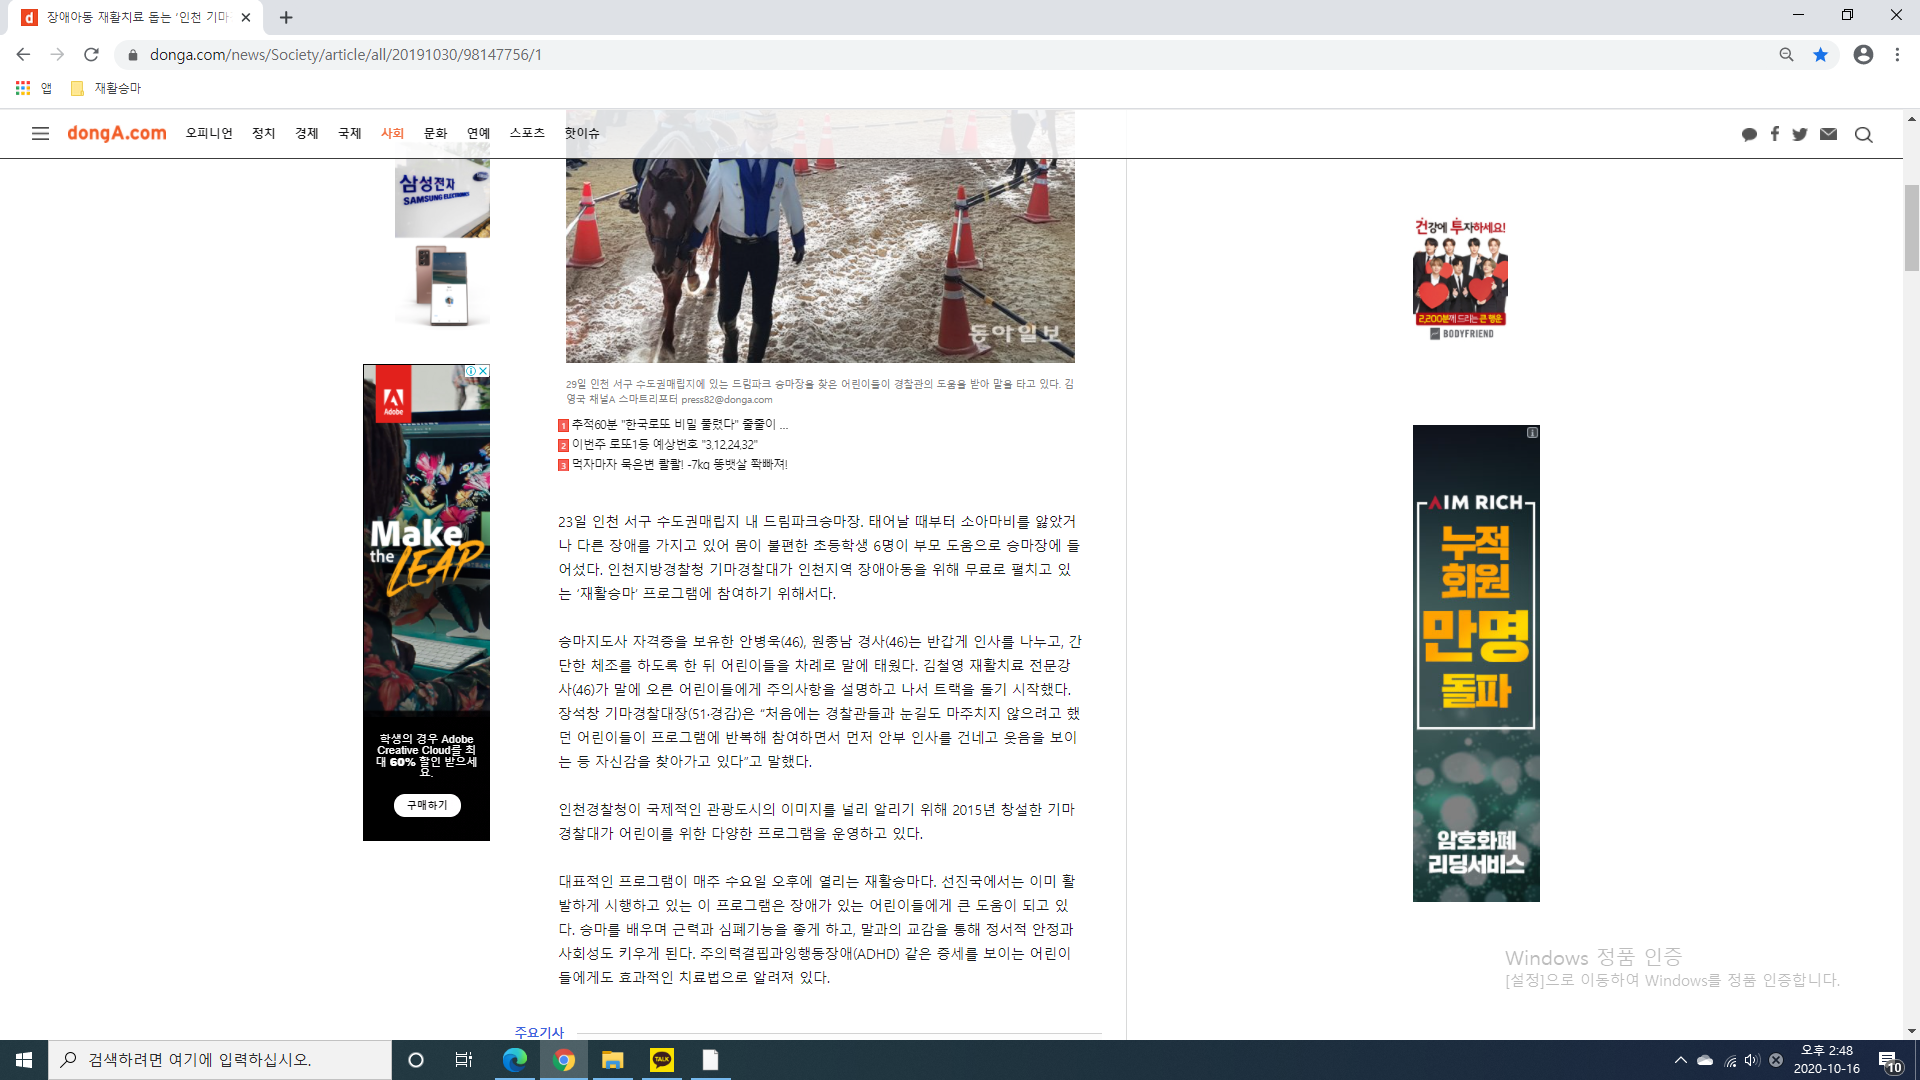 장애아동 재활치료 돕는 ‘인천 기마
donga.com/news/Society/article/all/20191030/98147756/1
앱
재활승마
dongA.com 오피니언 정치 경제 국제 사회 문화 연예 스포츠 핫이슈
삼성전자
SAMSUNG ELECTRONICS
동아일보
건강에 투자하세요!
2,200분께 드리는 큰 행운
BODYFRIEND
29일 인천 서구 수도권매립지에 있는 드림파크 승마장을 찾은 어린이들이 경찰관의 도움을 받아 말을 타고 있다. 김
영국 채널A 스마트리포터 press82@donga.com
1 추적60분 "한국로또 비밀 풀렸다" 줄줄이 ...
2 이번주 로또1등 예상번호 "3,12,24,32"
3 먹자마자 묵은변 콸콸! -7kg 똥뱃살 쫙빠져!
Adobe
Make
the LEAP
학생의 경우 Adobe
Creative Cloud를 최
대 60% 할인 받으세
요.
구매하기
23일 인천 서구 수도권매립지 내 드림파크승마장. 태어날 때부터 소아마비를 앓았거
나 다른 장애를 가지고 있어 몸이 불편한 초등학생 6명이 부모 도움으로 승마장에 들
어섰다. 인천지방경찰청 기마경찰대가 인천지역 장애아동을 위해 무료로 펼치고 있
는 ‘재활승마’ 프로그램에 참여하기 위해서다.
승마지도사 자격증을 보유한 안병욱(46), 원종남 경사(46)는 반갑게 인사를 나누고, 간
단한 체조를 하도록 한 뒤 어린이들을 차례로 말에 태웠다. 김철영 재활치료 전문강
사(46)가 말에 오른 어린이들에게 주의사항을 설명하고 나서 트랙을 돌기 시작했다.
장석창 기마경찰대장(51·경감)은 “처음에는 경찰관들과 눈길도 마주치지 않으려고 했
던 어린이들이 프로그램에 반복해 참여하면서 먼저 안부 인사를 건네고 웃음을 보이
는 등 자신감을 찾아가고 있다”고 말했다.
인천경찰청이 국제적인 관광도시의 이미지를 널리 알리기 위해 2015년 창설한 기마
경찰대가 어린이를 위한 다양한 프로그램을 운영하고 있다.
대표적인 프로그램이 매주 수요일 오후에 열리는 재활승마다. 선진국에서는 이미 활
발하게 시행하고 있는 이 프로그램은 장애가 있는 어린이들에게 큰 도움이 되고 있
다. 승마를 배우며 근력과 심폐기능을 좋게 하고, 말과의 교감을 통해 정서적 안정과
사회성도 키우게 된다. 주의력결핍과잉행동장애(ADHD) 같은 증세를 보이는 어린이
들에게도 효과적인 치료법으로 알려져 있다.
주요기사
AIM RICH
누적
회원
만명
돌파
암호화폐
리딩서비스
Windows 정품 인증
[설정]으로 이동하여 Windows를 정품 인증합니다.
검색하려면 여기에 입력하십시오.
TALK
오후 2:48
2020-10-16
10